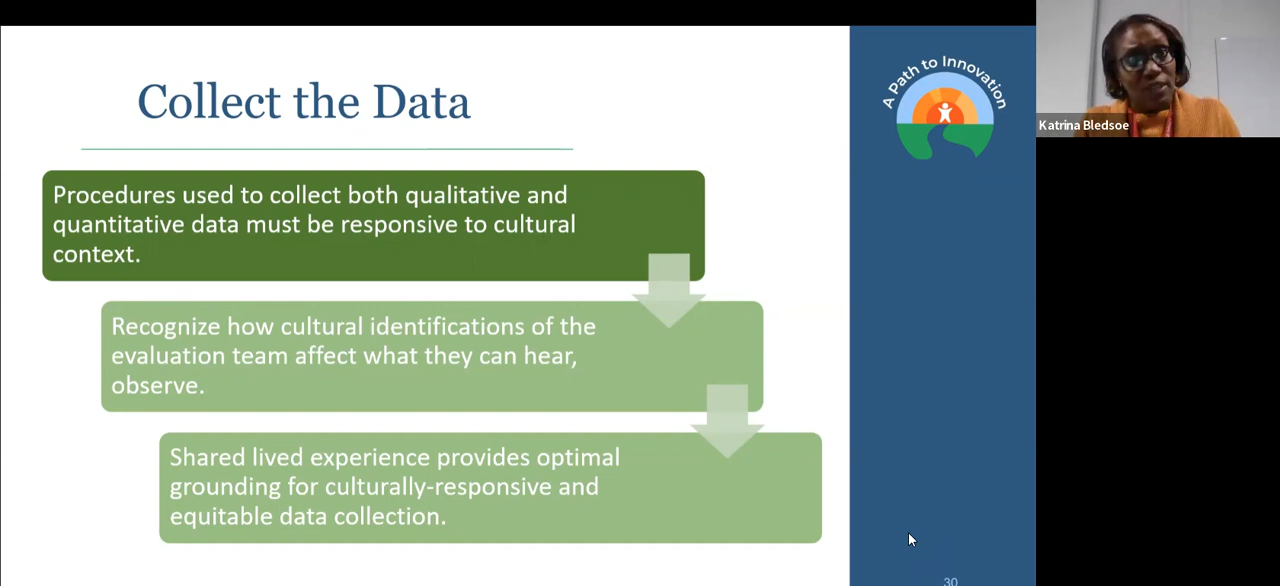 Collect the Data
Procedures used to collect both qualitative and
quantitative data must be responsive to cultural
context.
Recognize how cultural identifications of the
evaluation team affect what they can hear,
observe.
Shared lived experience provides optimal
grounding for culturally-responsive and
equitable data collection.
A Path to Innovation
30
Katrina Bledsoe